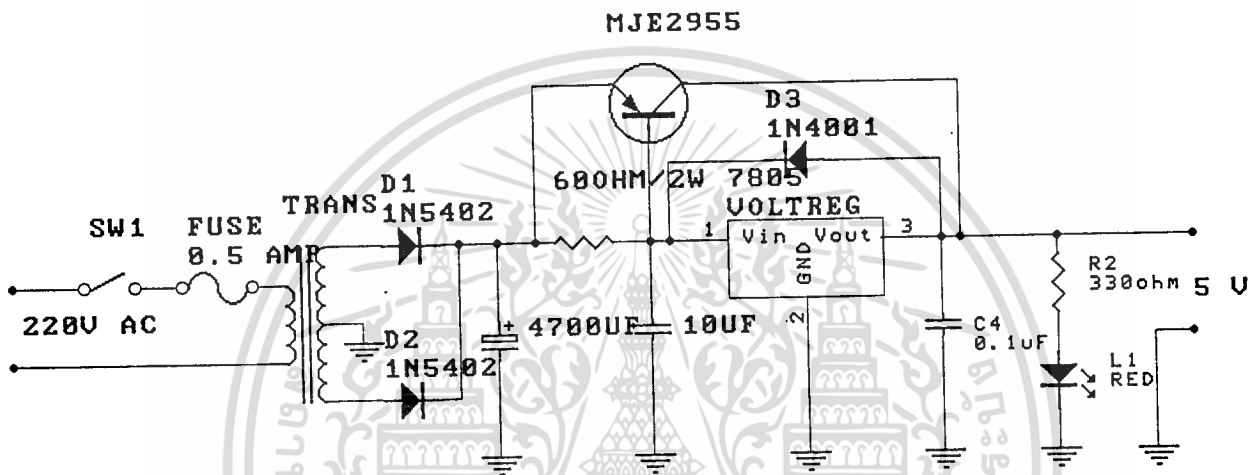 MJE2955
D3
1N4001
60OHM/2W
7805
VOLTREG
TRANS
D1
1N5402
SW1
FUSE
0.5 AMP
1
Vin
Vout
3
GND
2
220V AC
D2
1N5402
+
4700UF
10UF
C4
0.1uF
R2
330ohm
5 V
L1
RED